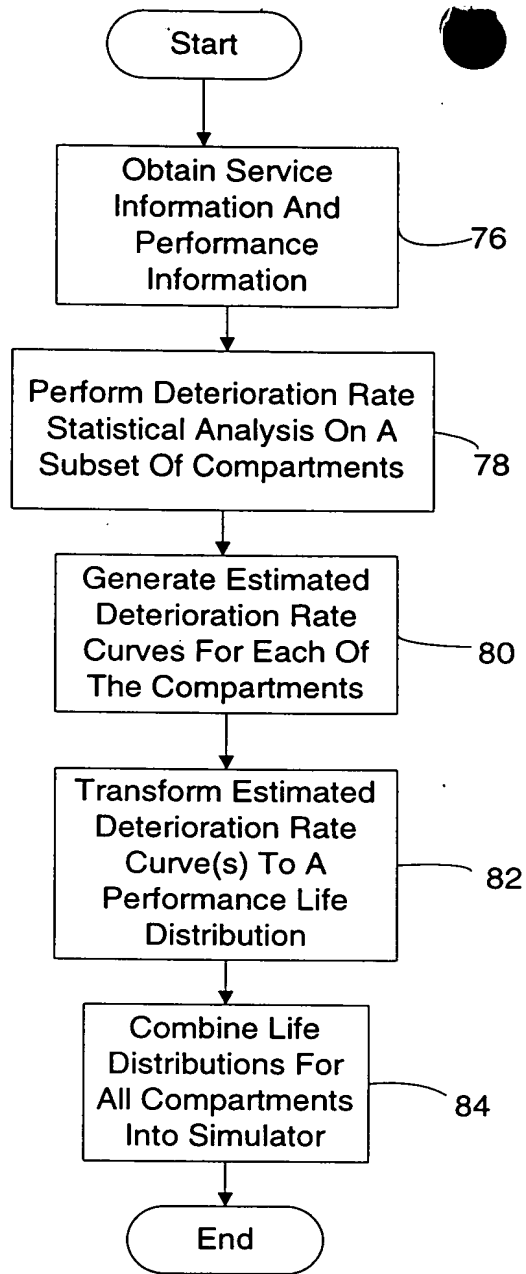 Start
Obtain Service
Information And
Performance
Information
76
Perform Deterioration Rate
Statistical Analysis On A
Subset Of Compartments
78
Generate Estimated
Deterioration Rate
Curves For Each Of
The Compartments
80
Transform Estimated
Deterioration Rate
Curve(s) To A
Performance Life
Distribution
82
Combine Life
Distributions For
All Compartments
Into Simulator
84
End